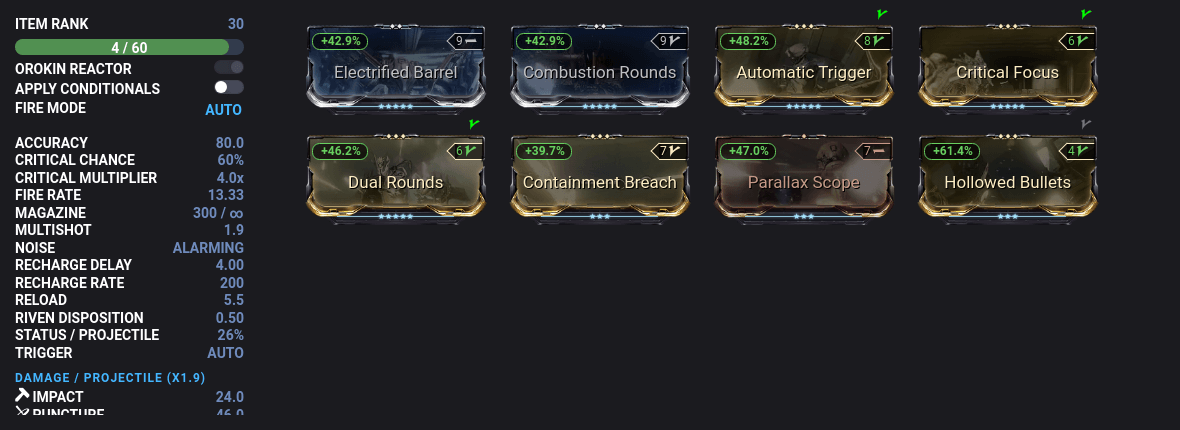 ITEM RANK 30
4 / 60
OROKIN REACTOR
APPLY CONDITIONALS
FIRE MODE AUTO
ACCURACY 80.0
CRITICAL CHANCE 60%
CRITICAL MULTIPLIER 4.0x
FIRE RATE 13.33
MAGAZINE 300 / ∞
MULTISHOT 1.9
NOISE ALARMING
RECHARGE DELAY 4.00
RECHARGE RATE 200
RELOAD 5.5
RIVEN DISPOSITION 0.50
STATUS / PROJECTILE 26%
TRIGGER AUTO
DAMAGE / PROJECTILE (X1.9)
IMPACT 24.0
PUNCTURE 46.0
+42.9% 9
Electrified Barrel
+42.9% 9
Combustion Rounds
+48.2% 8
Automatic Trigger
+61.4% 4
Hollowed Bullets
+46.2% 6
Dual Rounds
+39.7% 7
Containment Breach
+47.0% 7
Parallax Scope
6
Critical Focus